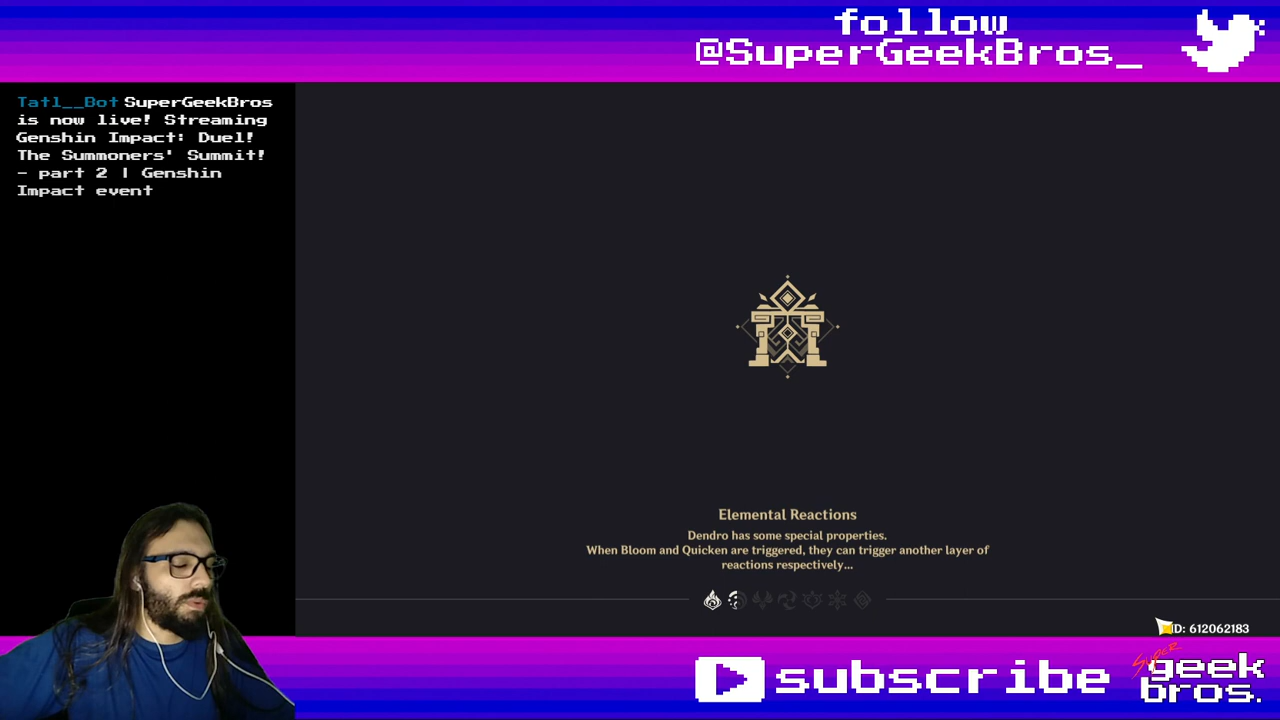 follow
@SuperGeekBros_
Tatl__Bot SuperGeekBros
is now live! Streaming
Genshin Impact: Duel!
The Summoners' Summit!
- part 2 | Genshin
Impact event
Elemental Reactions
Dendro has some special properties.
When Bloom and Quicken are triggered, they can trigger another layer of
reactions respectively...
ID: 612062183
subscribe
super
geek
bros.